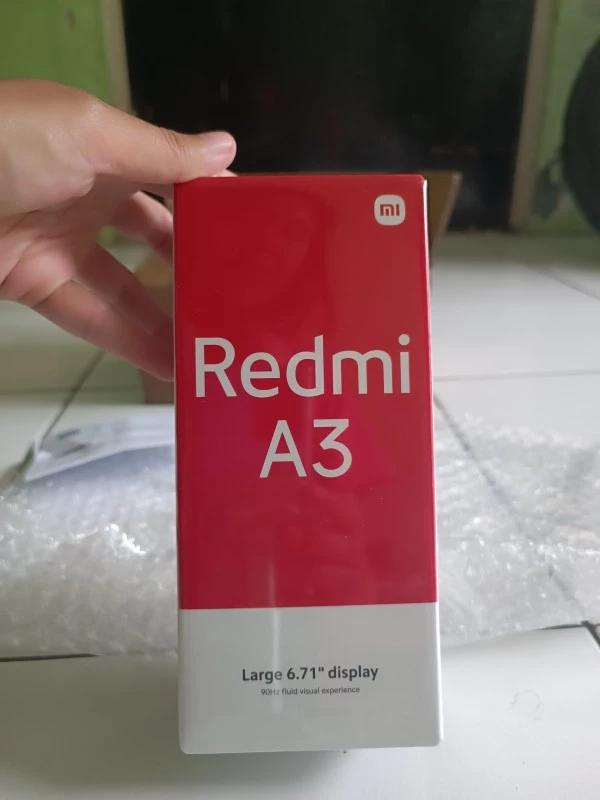 mi
Redmi
A3
Large 6.71" display
90Hz fluid visual experience